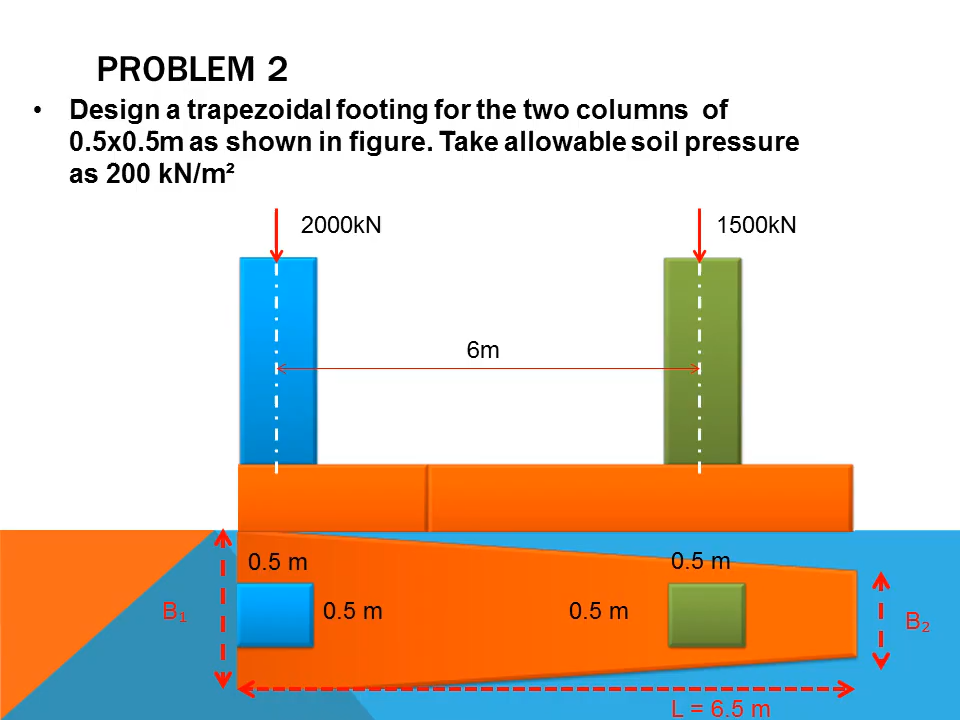 PROBLEM 2
• Design a trapezoidal footing for the two columns of
0.5x0.5m as shown in figure. Take allowable soil pressure
as 200 kN/m²
2000kN
1500kN
6m
0.5 m
0.5 m
B₁
0.5 m
0.5 m
B₂
L = 6.5 m